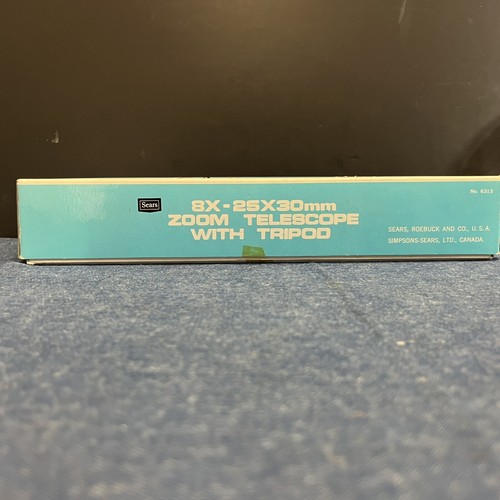 Sears
8X-25X30mm
ZOOM TELESCOPE
WITH TRIPOD
No. 6313
SEARS, ROEBUCK AND CO., U.S.A.
SIMPSONS-SEARS, LTD., CANADA.